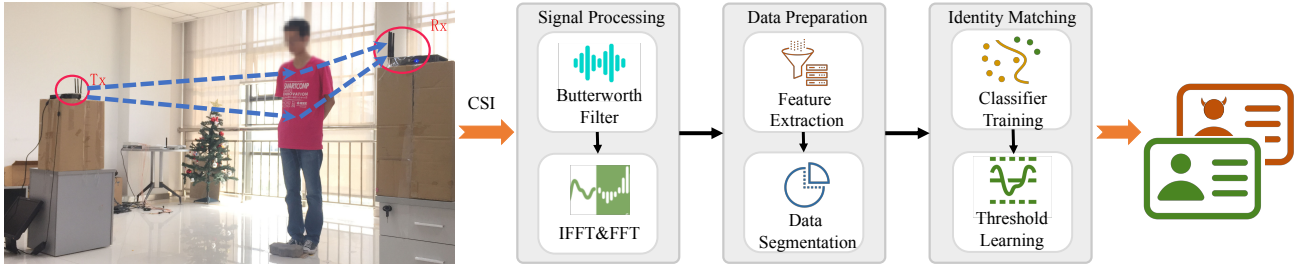 Tx
Rx
CSI
Signal Processing
Butterworth
Filter
IFFT&FFT
Data Preparation
Feature
Extraction
Data
Segmentation
Identity Matching
Classifier
Training
Threshold
Learning